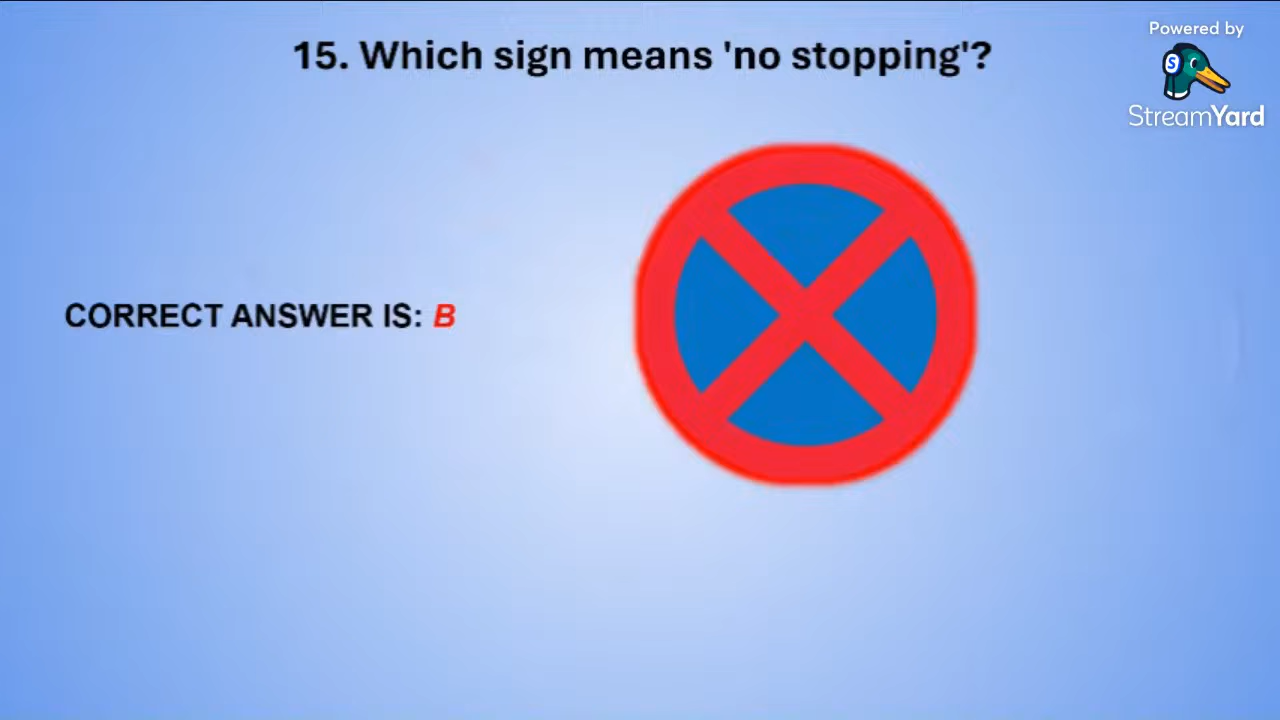 15. Which sign means 'no stopping'?
Powered by
S
StreamYard
CORRECT ANSWER IS: B